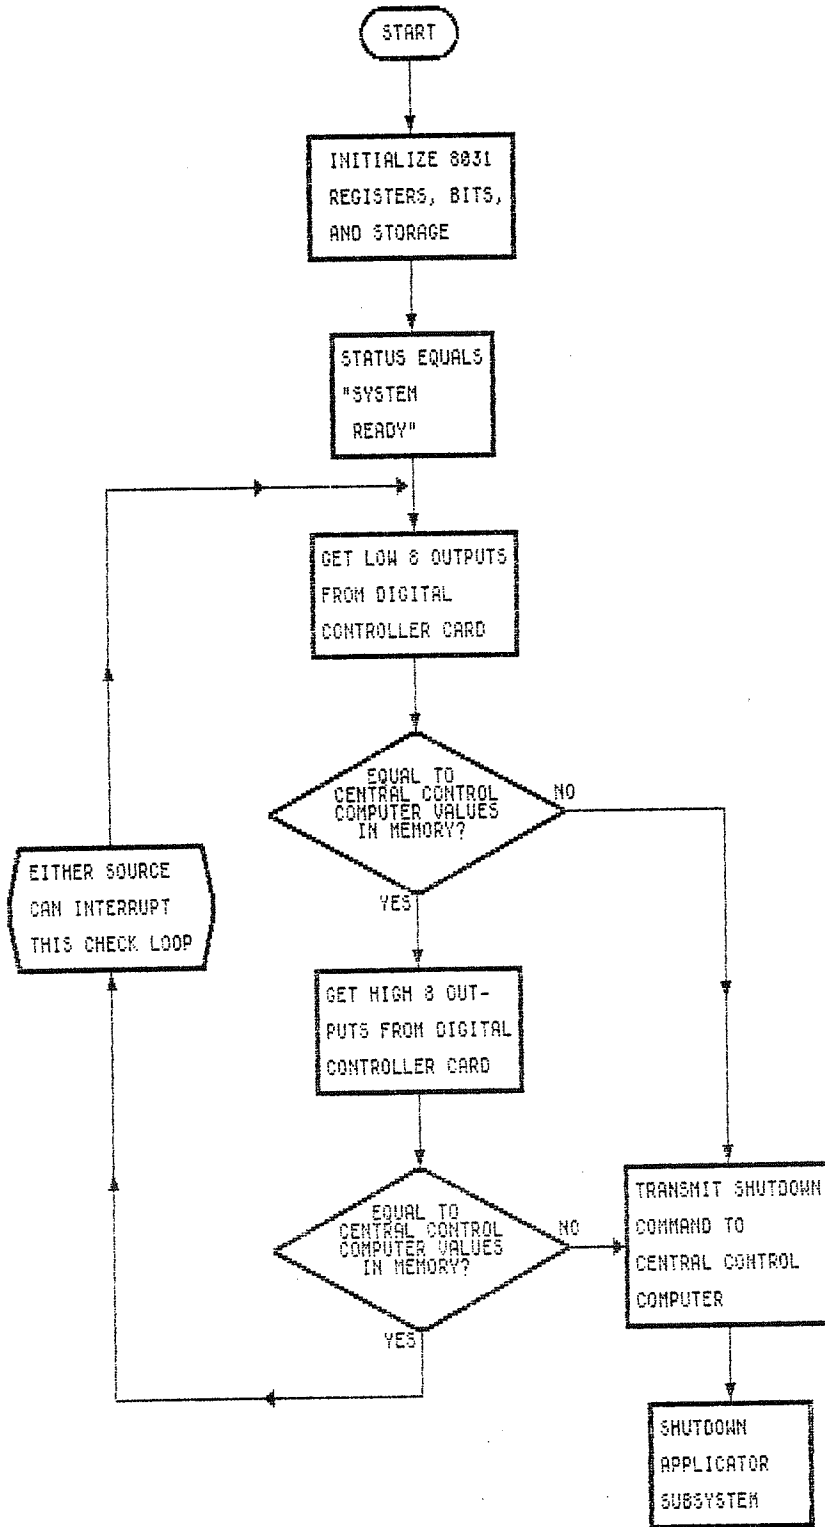 START
INITIALIZE 8031
REGISTERS, BITS,
AND STORAGE
STATUS EQUALS
"SYSTEM
READY"
GET LOW 8 OUTPUTS
FROM DIGITAL
CONTROLLER CARD
EQUAL TO
CENTRAL CONTROL
COMPUTER VALUES
IN MEMORY?
NO
YES
EITHER SOURCE
CAN INTERRUPT
THIS CHECK LOOP
GET HIGH 8 OUT-
PUTS FROM DIGITAL
CONTROLLER CARD
EQUAL TO
CENTRAL CONTROL
COMPUTER VALUES
IN MEMORY?
NO
YES
TRANSMIT SHUTDOWN
COMMAND TO
CENTRAL CONTROL
COMPUTER
SHUTDOWN
APPLICATOR
SUBSYSTEM